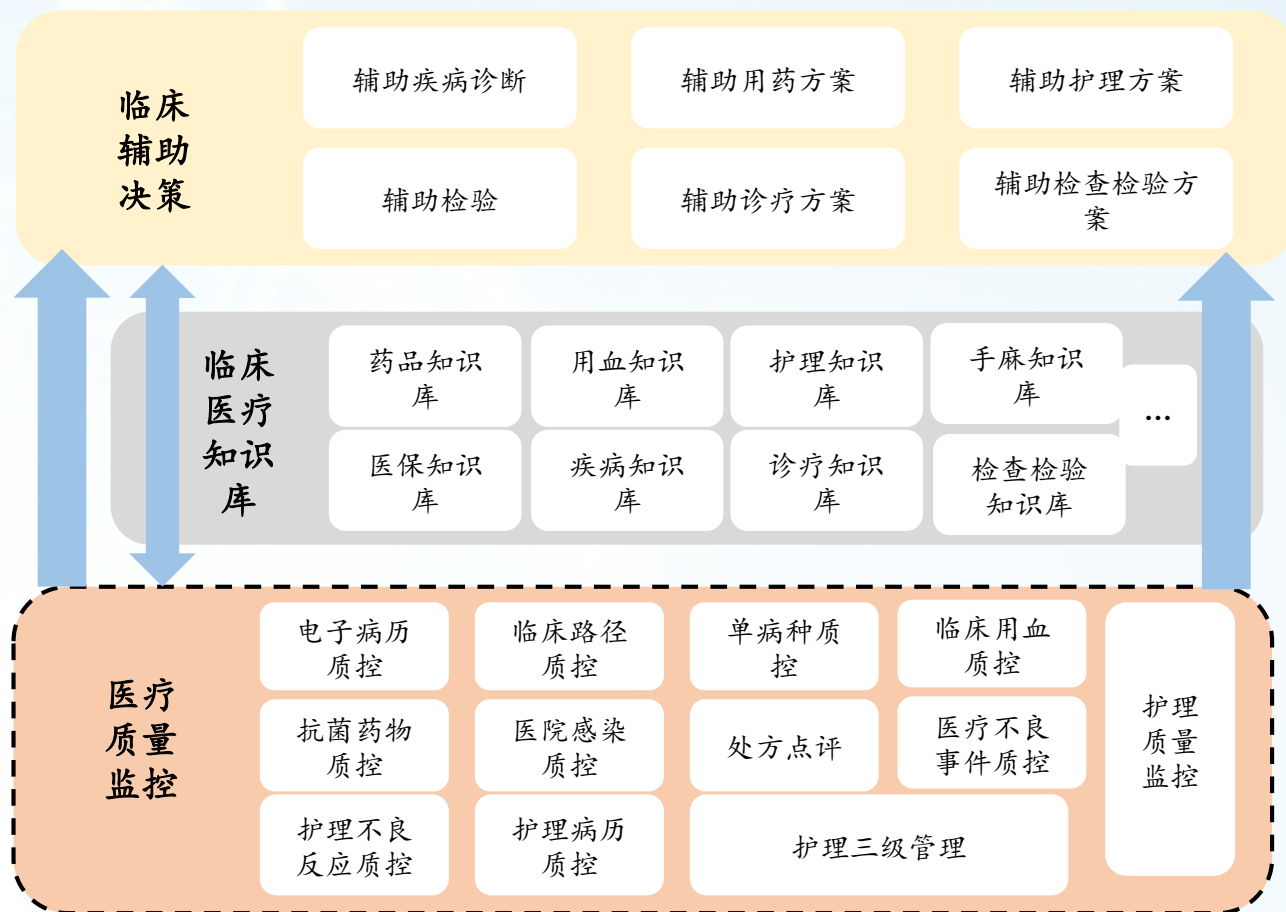 临床
辅助
决策
辅助疾病诊断
辅助用药方案
辅助护理方案
辅助检验
辅助诊疗方案
辅助检查检验方
案
临床
医疗
知识
库
药品知识
库
用血知识
库
护理知识
库
手麻知识
库
...
医保知识
库
疾病知识
库
诊疗知识
库
检查检验
知识库
医疗
质量
监控
电子病历
质控
临床路径
质控
单病种质
控
临床用血
质控
抗菌药物
质控
医院感染
质控
处方点评
医疗不良
事件质控
护理不良
反应质控
护理病历
质控
护理三级管理
护理
质量
监控